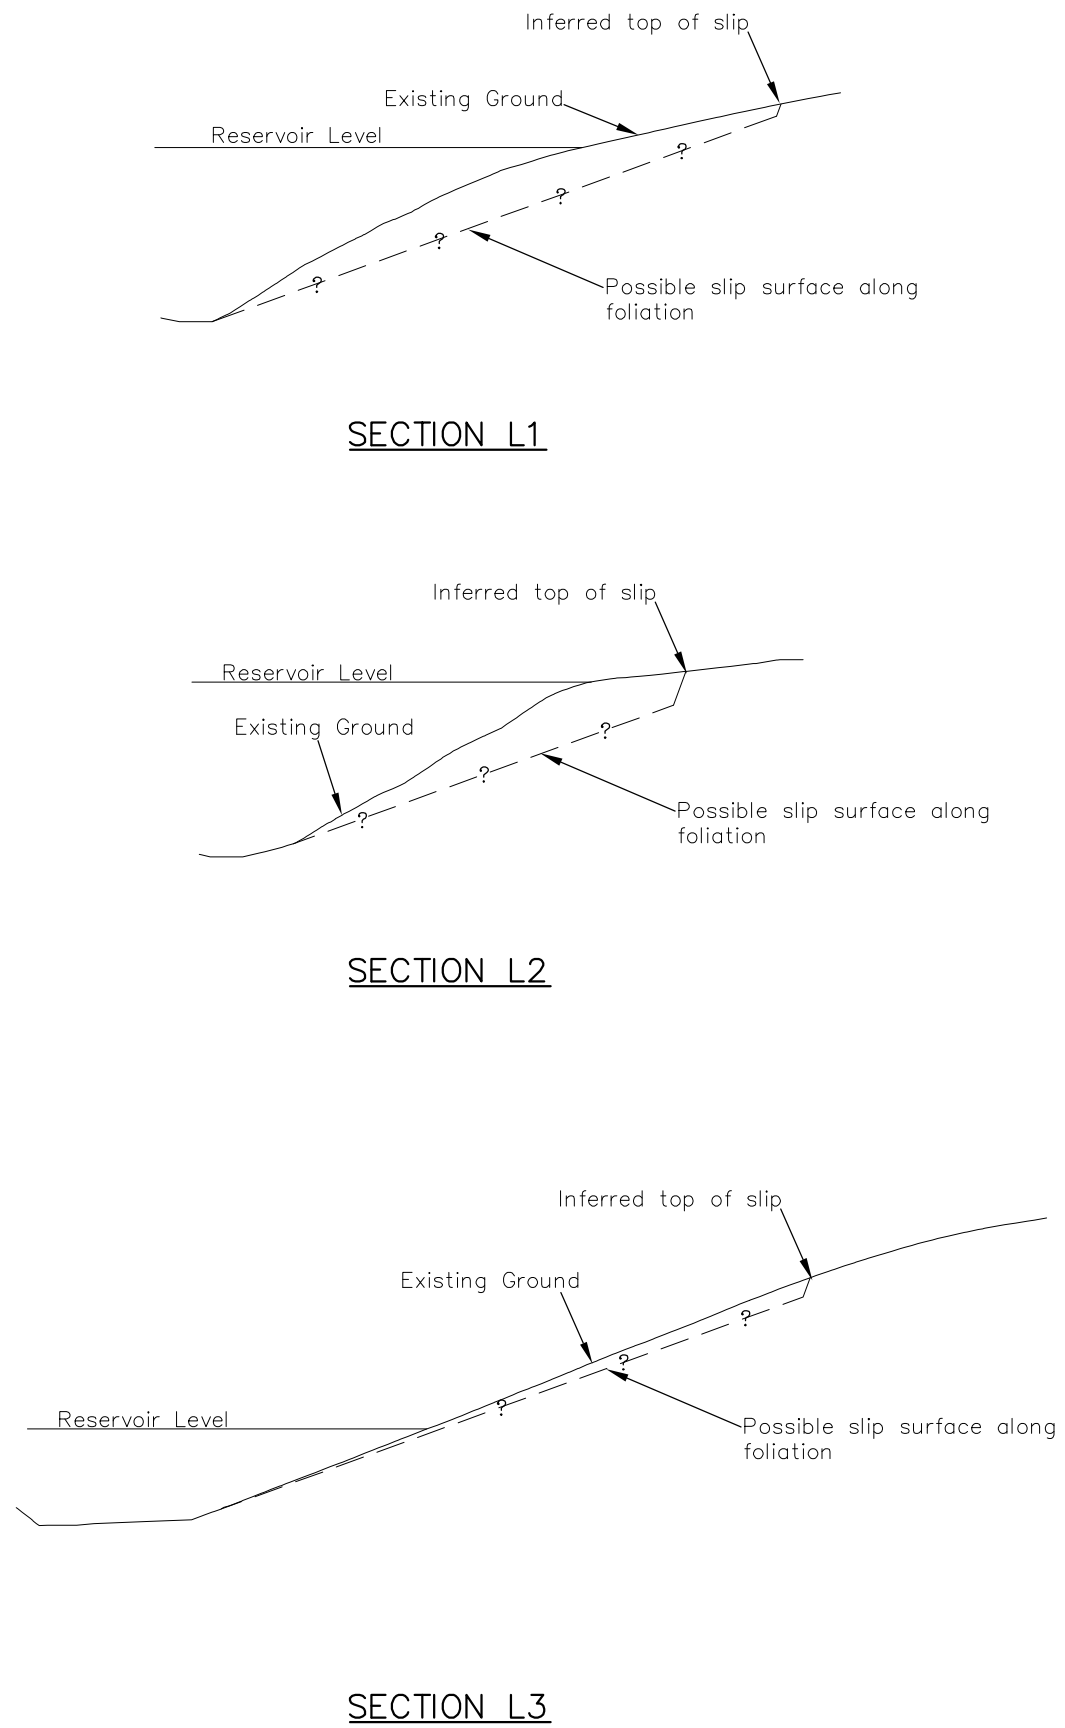 Inferred top of slip
Existing Ground
Reservoir Level
?
?
?
?
Possible slip surface along
foliation
SECTION L1
Inferred top of slip
Reservoir Level
Existing Ground
?
?
?
Possible slip surface along
foliation
SECTION L2
Inferred top of slip
Existing Ground
?
?
?
Reservoir Level
Possible slip surface along
foliation
SECTION L3